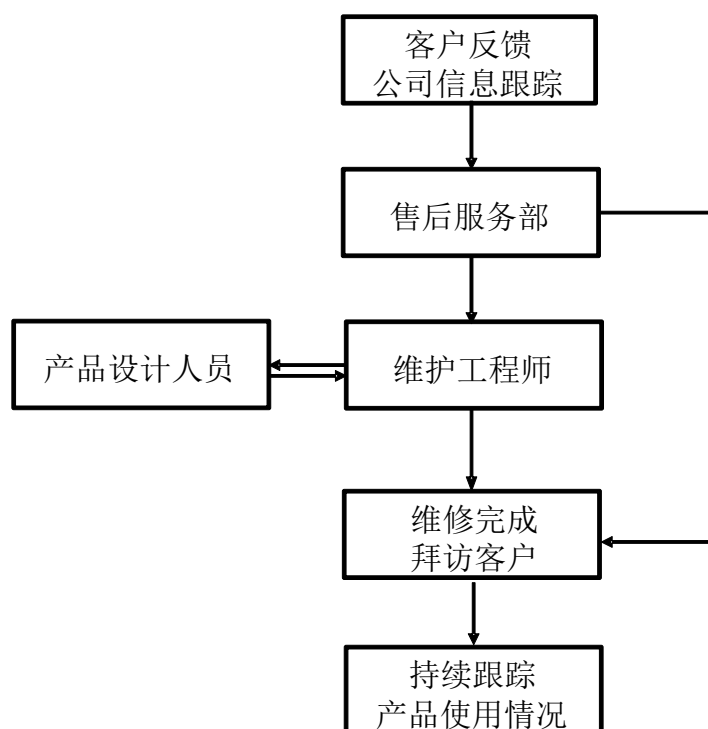 客户反馈
公司信息跟踪
售后服务部
产品设计人员
维护工程师
维修完成
拜访客户
持续跟踪
产品使用情况